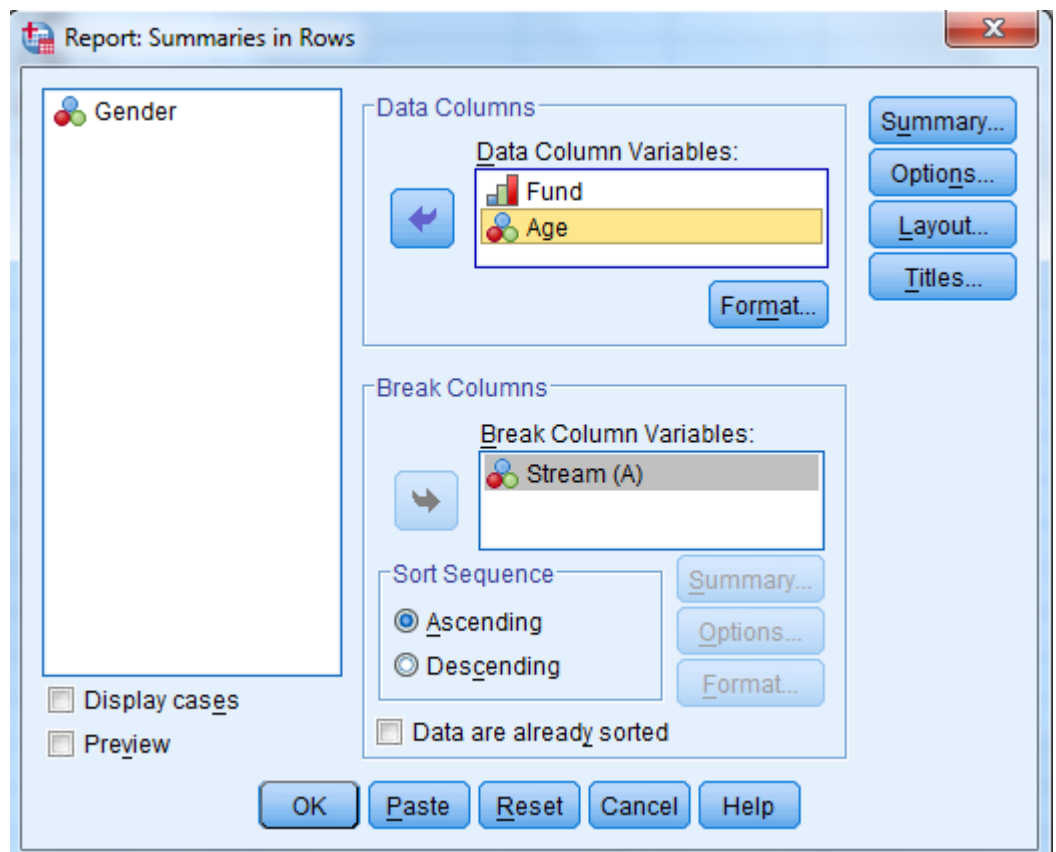 Report: Summaries in Rows
Gender
Display cases
Preview
Data Columns
Data Column Variables:
Fund
Age
Format...
Break Columns
Break Column Variables:
Stream (A)
Sort Sequence
Ascending
Descending
Summary...
Options...
Format...
Data are already sorted
Summary...
Options...
Layout...
Titles...
OK Paste Reset Cancel Help